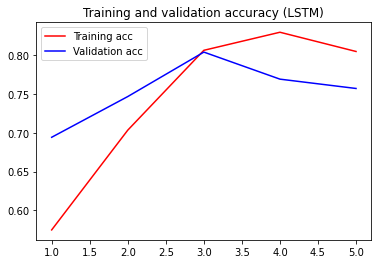 Training and validation accuracy (LSTM)
Training acc
Validation acc
0.80
0.75
0.70
0.65
0.60
1.0 1.5 2.0 2.5 3.0 3.5 4.0 4.5 5.0